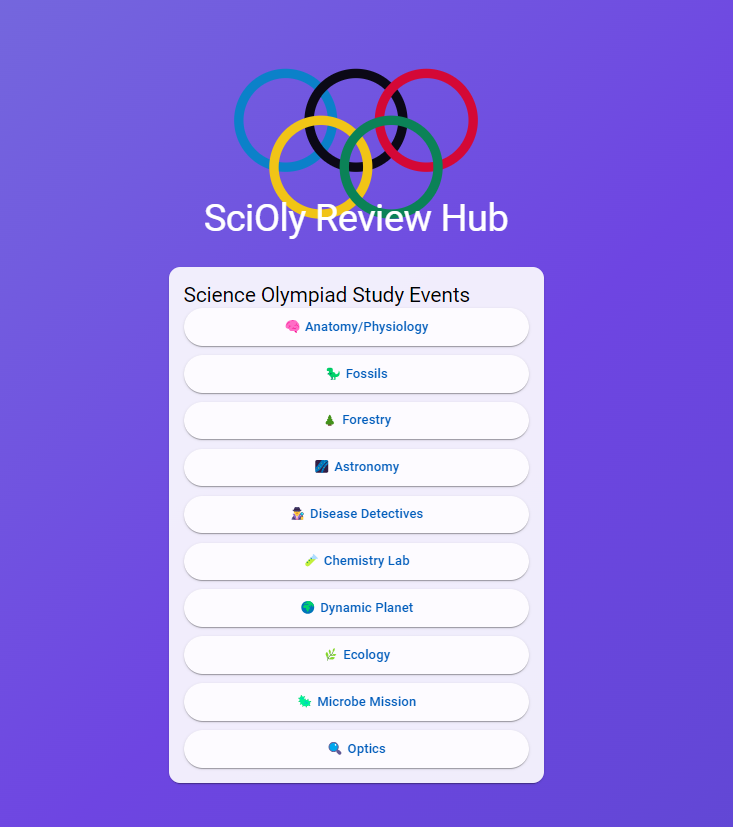 SciOly Review Hub
Science Olympiad Study Events
Anatomy/Physiology
Fossils
Forestry
Astronomy
Disease Detectives
Chemistry Lab
Dynamic Planet
Ecology
Microbe Mission
Optics